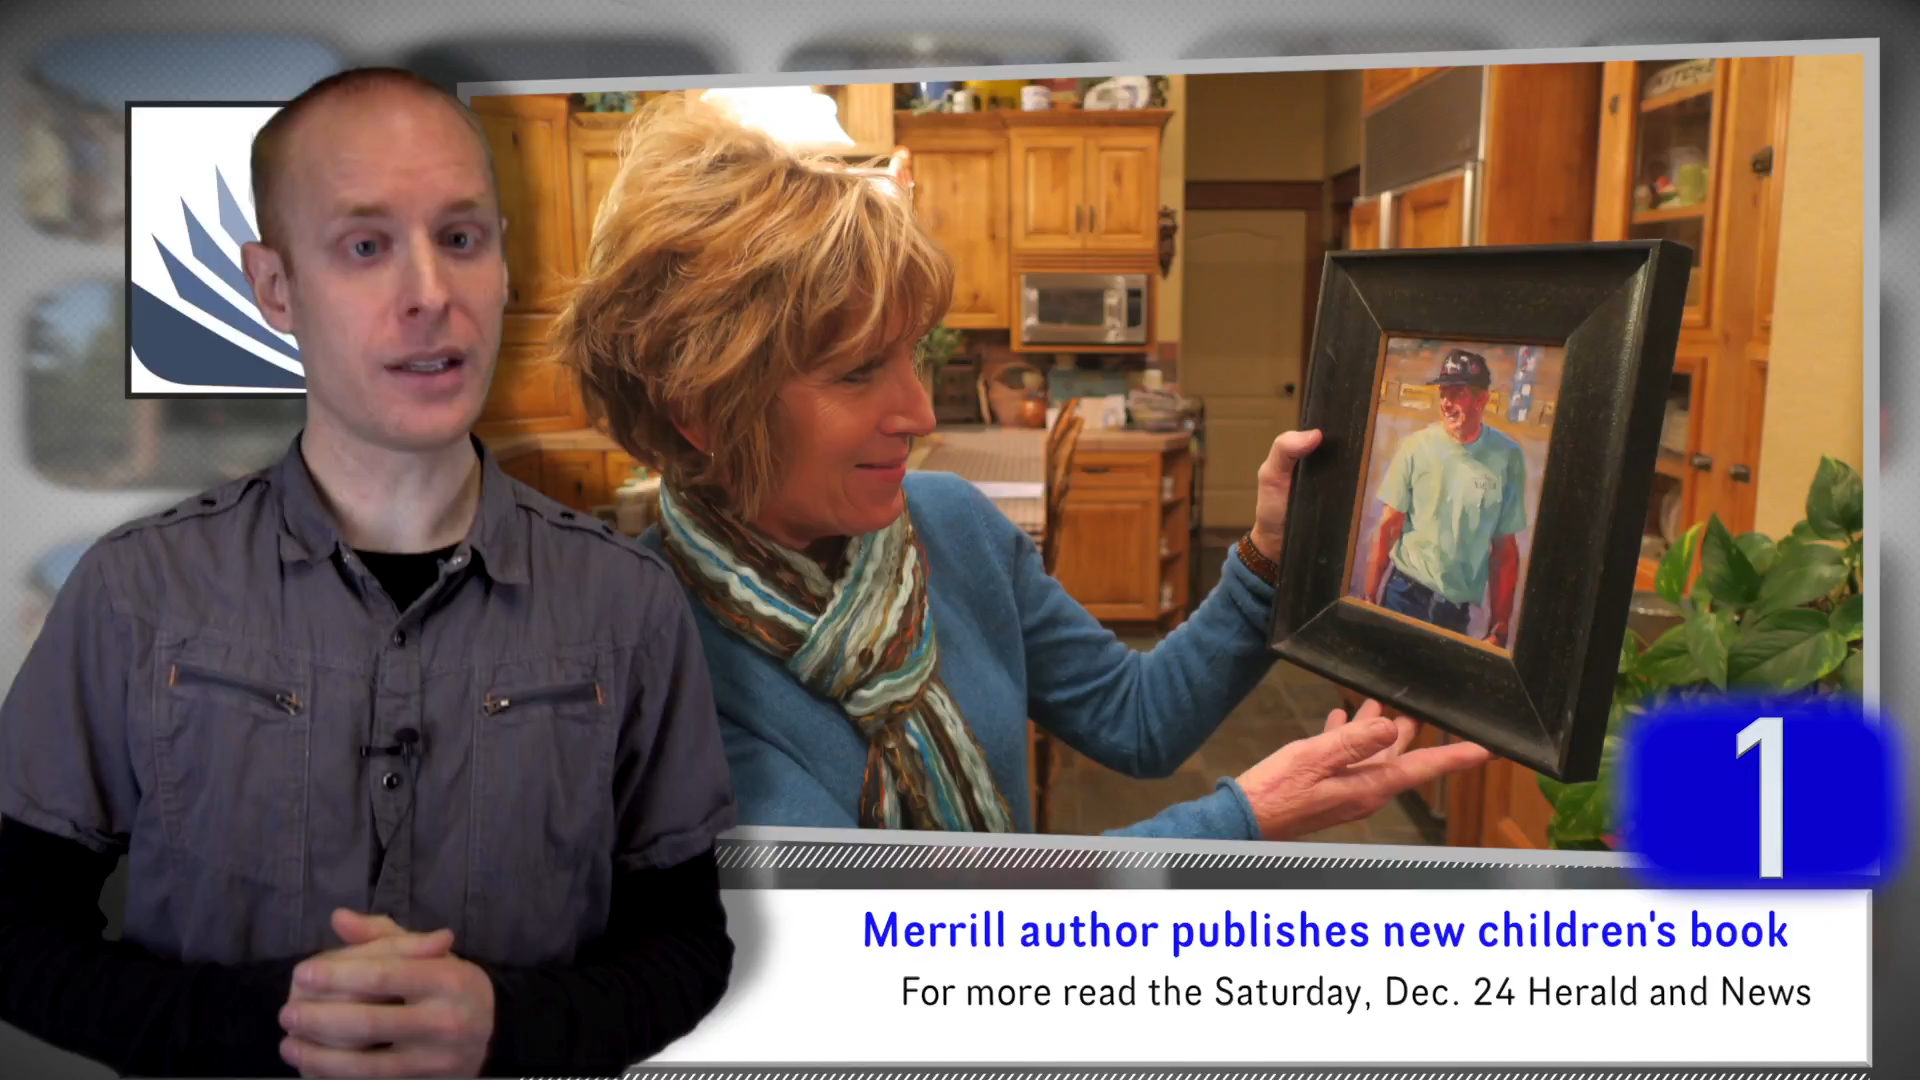 1
Merrill author publishes new children's book
For more read the Saturday, Dec. 24 Herald and News